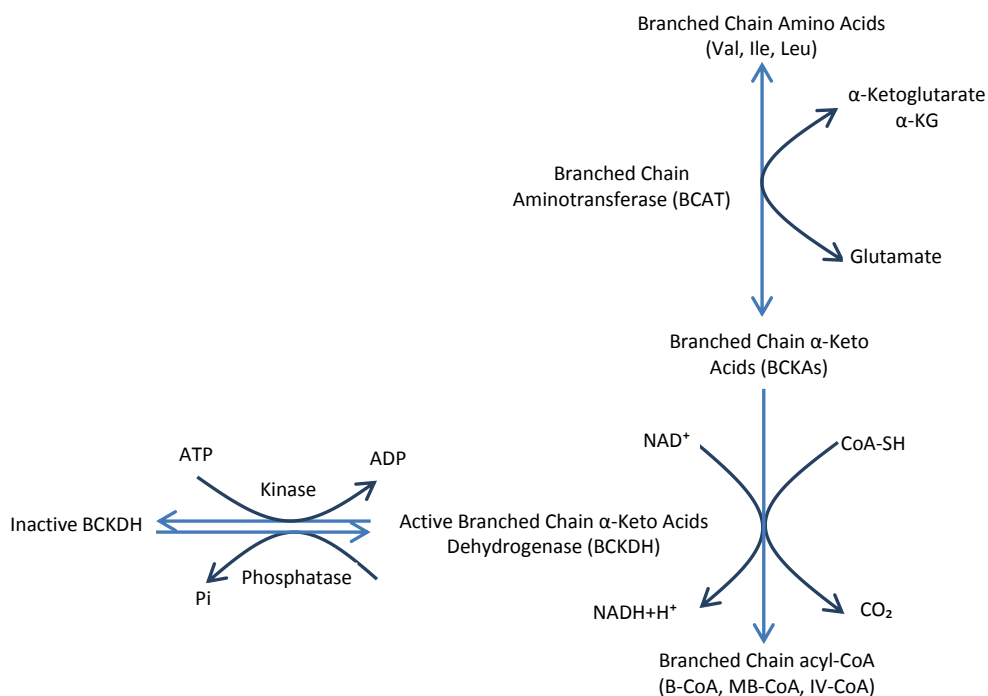 Branched Chain Amino Acids
(Val, Ile, Leu)
α-Ketoglutarate
α-KG
Branched Chain
Aminotransferase (BCAT)
Glutamate
Branched Chain α-Keto
Acids (BCKAs)
NAD⁺
CoA-SH
ATP
ADP
Kinase
Inactive BCKDH
Active Branched Chain α-Keto Acids
Dehydrogenase (BCKDH)
Phosphatase
Pi
NADH+H⁺
CO₂
Branched Chain acyl-CoA
(B-CoA, MB-CoA, IV-CoA)